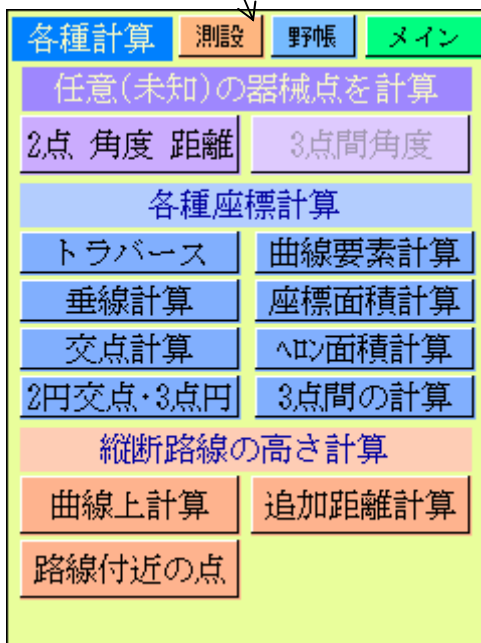 各種計算 測設 野帳 メイン
任意(未知)の器械点を計算
2点 角度 距離 3点間角度
各種座標計算
トラバース 曲線要素計算
垂線計算 座標面積計算
交点計算 ﾍﾛﾝ面積計算
2円交点・3点円 3点間の計算
縦断路線の高さ計算
曲線上計算 追加距離計算
路線付近の点